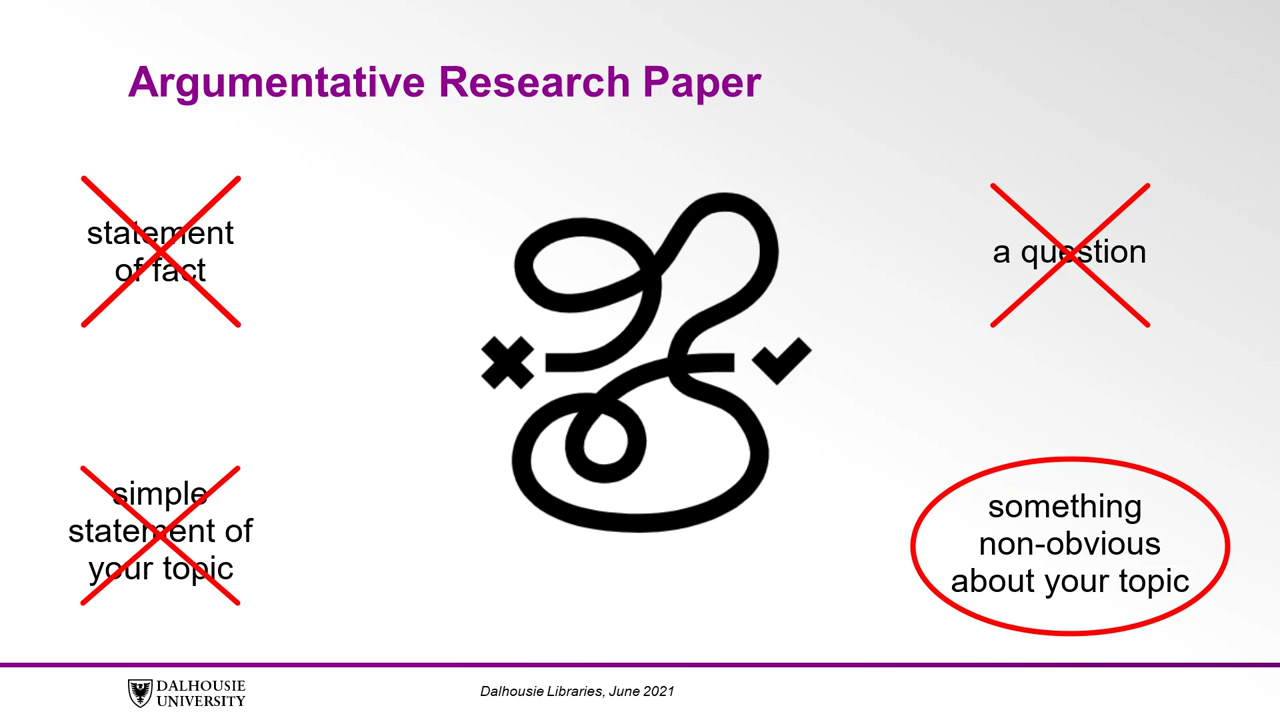 Argumentative Research Paper
statement
of fact
a question
simple
statement of
your topic
something
non-obvious
about your topic
DALHOUSIE
UNIVERSITY
Dalhousie Libraries, June 2021